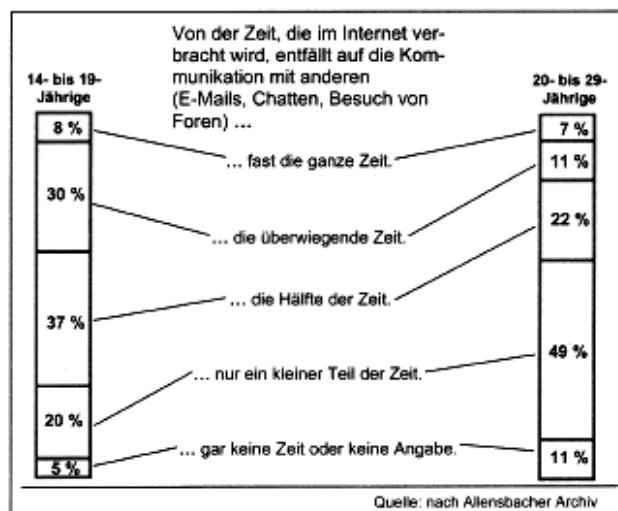 Von der Zeit, die im Internet ver-
bracht wird, entfällt auf die Kom-
munikation mit anderen
(E-Mails, Chatten, Besuch von
Foren) ...
14- bis 19-
Jährige
20- bis 29-
Jährige
8 %
7 %
... fast die ganze Zeit.
11 %
30 %
22 %
... die überwiegende Zeit.
... die Hälfte der Zeit.
37 %
49 %
... nur ein kleiner Teil der Zeit.
20 %
... gar keine Zeit oder keine Angabe.
5 %
11 %
Quelle: nach Allensbacher Archiv